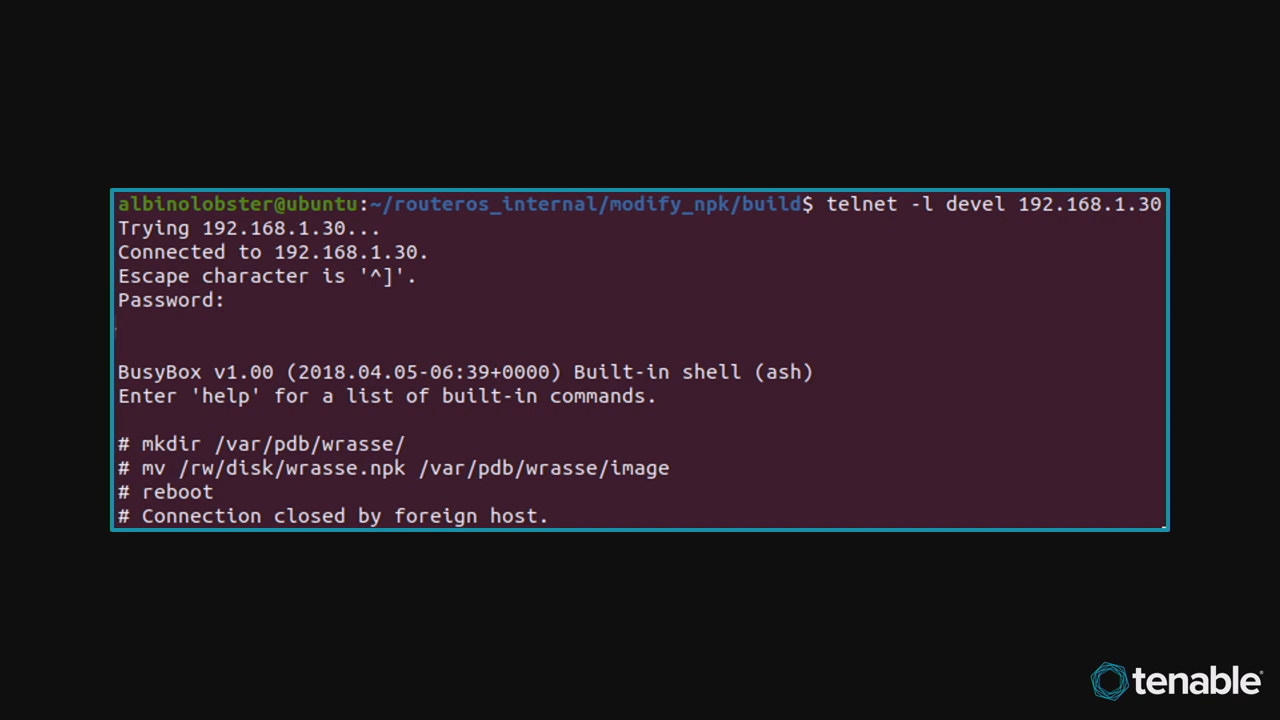 albinolobster@ubuntu:~/routeros_internal/modify_npk/build$ telnet -l devel 192.168.1.30
Trying 192.168.1.30...
Connected to 192.168.1.30.
Escape character is '^]'.
Password:
BusyBox v1.00 (2018.04.05-06:39+0000) Built-in shell (ash)
Enter 'help' for a list of built-in commands.
# mkdir /var/pdb/wrasse/
# mv /rw/disk/wrasse.npk /var/pdb/wrasse/image
# reboot
# Connection closed by foreign host.
tenable